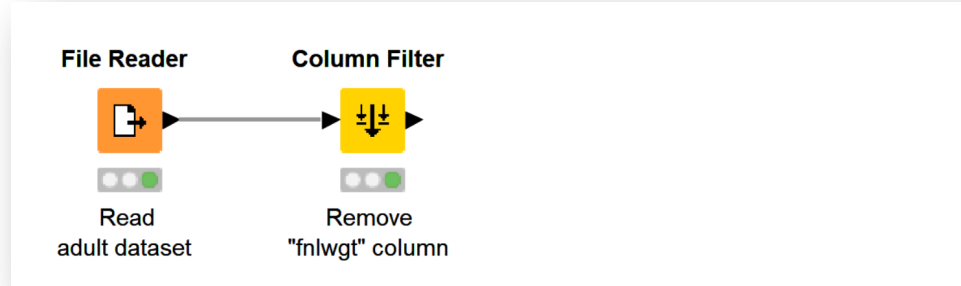 File Reader
Column Filter
Read
adult dataset
Remove
"fnlwgt" column